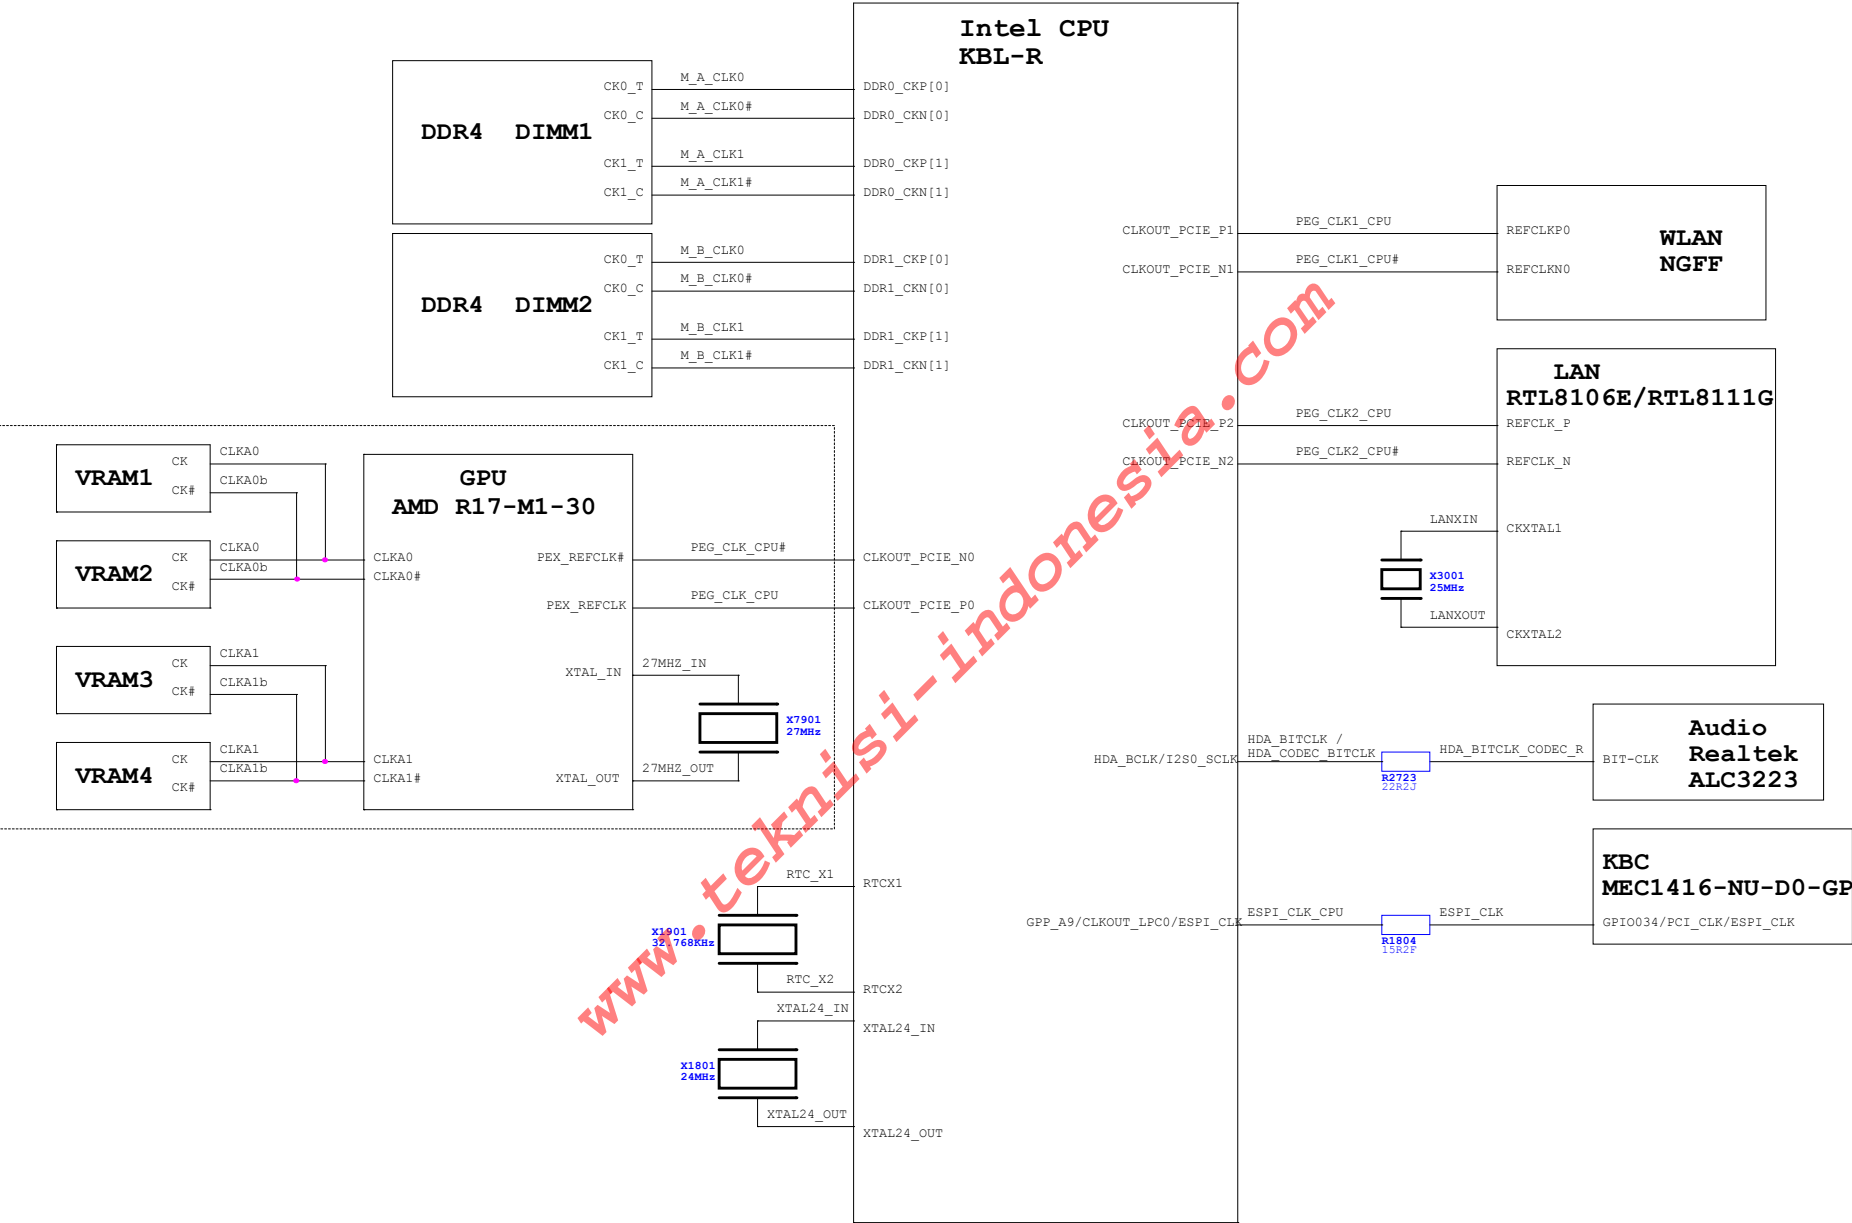 Intel CPU
KBL-R
DDR4 DIMM1
CK0_T
M_A_CLK0
DDR0_CKP[0]
CK0_C
M_A_CLK0#
DDR0_CKN[0]
CK1_T
M_A_CLK1
DDR0_CKP[1]
CK1_C
M_A_CLK1#
DDR0_CKN[1]
DDR4 DIMM2
CK0_T
M_B_CLK0
DDR1_CKP[0]
CK0_C
M_B_CLK0#
DDR1_CKN[0]
CK1_T
M_B_CLK1
DDR1_CKP[1]
CK1_C
M_B_CLK1#
DDR1_CKN[1]
CLKOUT_PCIE_P1
PEG_CLK1_CPU
REFCLKP0
CLKOUT_PCIE_N1
PEG_CLK1_CPU#
REFCLKN0
WLAN
NGFF
LAN
RTL8106E/RTL8111G
CLKOUT_PCIE_P2
PEG_CLK2_CPU
REFCLK_P
CLKOUT_PCIE_N2
PEG_CLK2_CPU#
REFCLK_N
LANXIN
CKXTAL1
X3001
25MHz
LANXOUT
CKXTAL2
VRAM1
CK
CLKA0
CK#
CLKA0b
VRAM2
CK
CLKA0
CK#
CLKA0b
VRAM3
CK
CLKA1
CK#
CLKA1b
VRAM4
CK
CLKA1
CK#
CLKA1b
GPU
AMD R17-M1-30
CLKA0
CLKA0#
CLKA1
CLKA1#
PEX_REFCLK#
PEG_CLK_CPU#
CLKOUT_PCIE_N0
PEX_REFCLK
PEG_CLK_CPU
CLKOUT_PCIE_P0
XTAL_IN
27MHZ_IN
X7901
27MHz
XTAL_OUT
27MHZ_OUT
HDA_BCLK/I2S0_SCLK
HDA_BITCLK /
HDA_CODEC_BITCLK
R2723
22R2J
HDA_BITCLK_CODEC_R
BIT-CLK
Audio
Realtek
ALC3223
RTC_X1
RTCX1
X1901
32.768KHz
RTC_X2
RTCX2
GPP_A9/CLKOUT_LPC0/ESPI_CLK
ESPI_CLK_CPU
R1804
15R2F
ESPI_CLK
KBC
MEC1416-NU-D0-GP
GPIO034/PCI_CLK/ESPI_CLK
XTAL24_IN
XTAL24_IN
X1801
24MHz
XTAL24_OUT
XTAL24_OUT
www.teknisi-indonesia.com